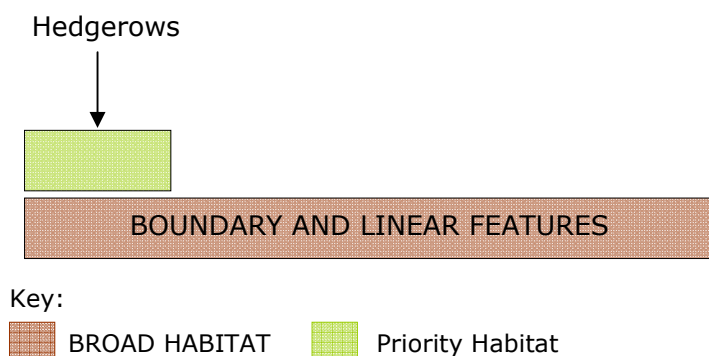 Hedgerows
BOUNDARY AND LINEAR FEATURES
Key:
BROAD HABITAT Priority Habitat